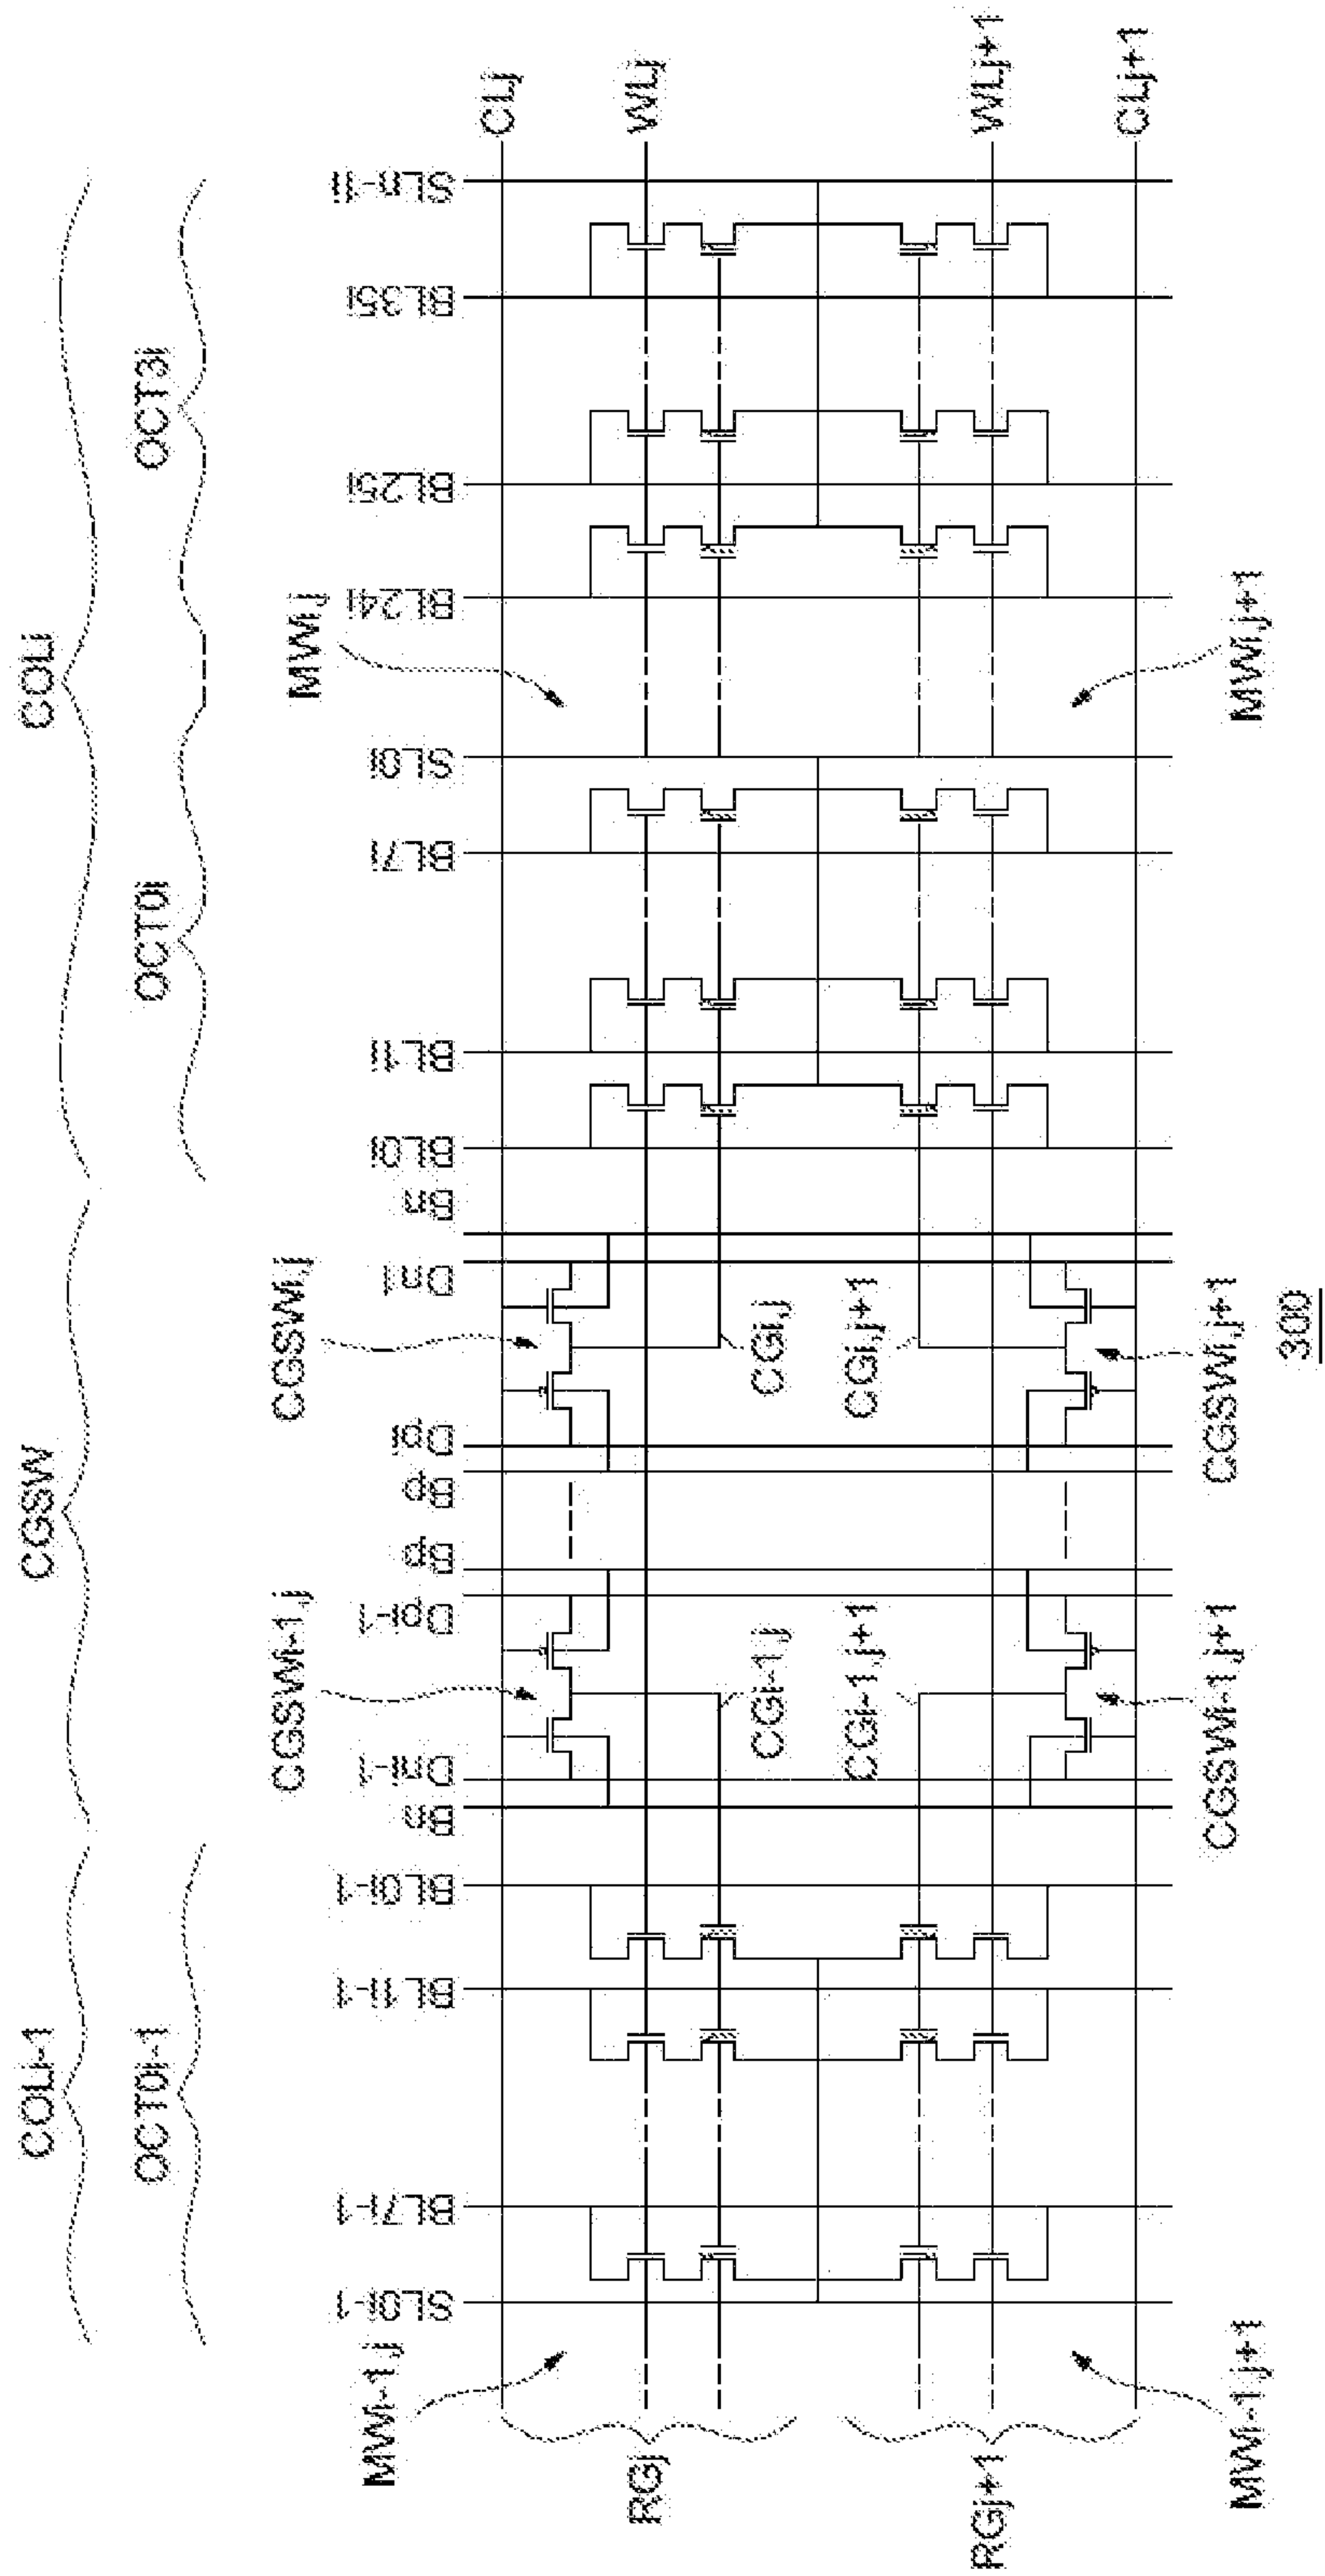 COLi-1
CGSW
COLi
OCT0i-1
OCT0i
OCT3i
MWi-1,j
CGSWi-1,j
CGSWi,j
MWi,j
SL0i-1
BL7i-1
BL1i-1
BL0i-1
Bn
Dni-1
Dpi-1
Bp
Bp
Dpi
Dn1
Bn
BL0i
BL1i
BL7i
SL0i
BL24i
BL25i
BL35i
SLn-1i
CLj
WLj
RGj
CGi-1,j
CGi,j
RGj+1
CGi-1,j+1
CGi,j+1
WLj+1
CLj+1
MWi-1,j+1
CGSWi-1,j+1
CGSWi,j+1
MWi,j+1
300